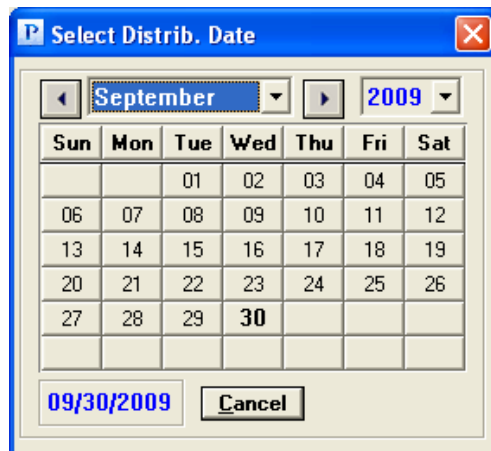 P Select Distrib. Date
September 2009
Sun Mon Tue Wed Thu Fri Sat
01 02 03 04 05
06 07 08 09 10 11 12
13 14 15 16 17 18 19
20 21 22 23 24 25 26
27 28 29 30
09/30/2009 Cancel